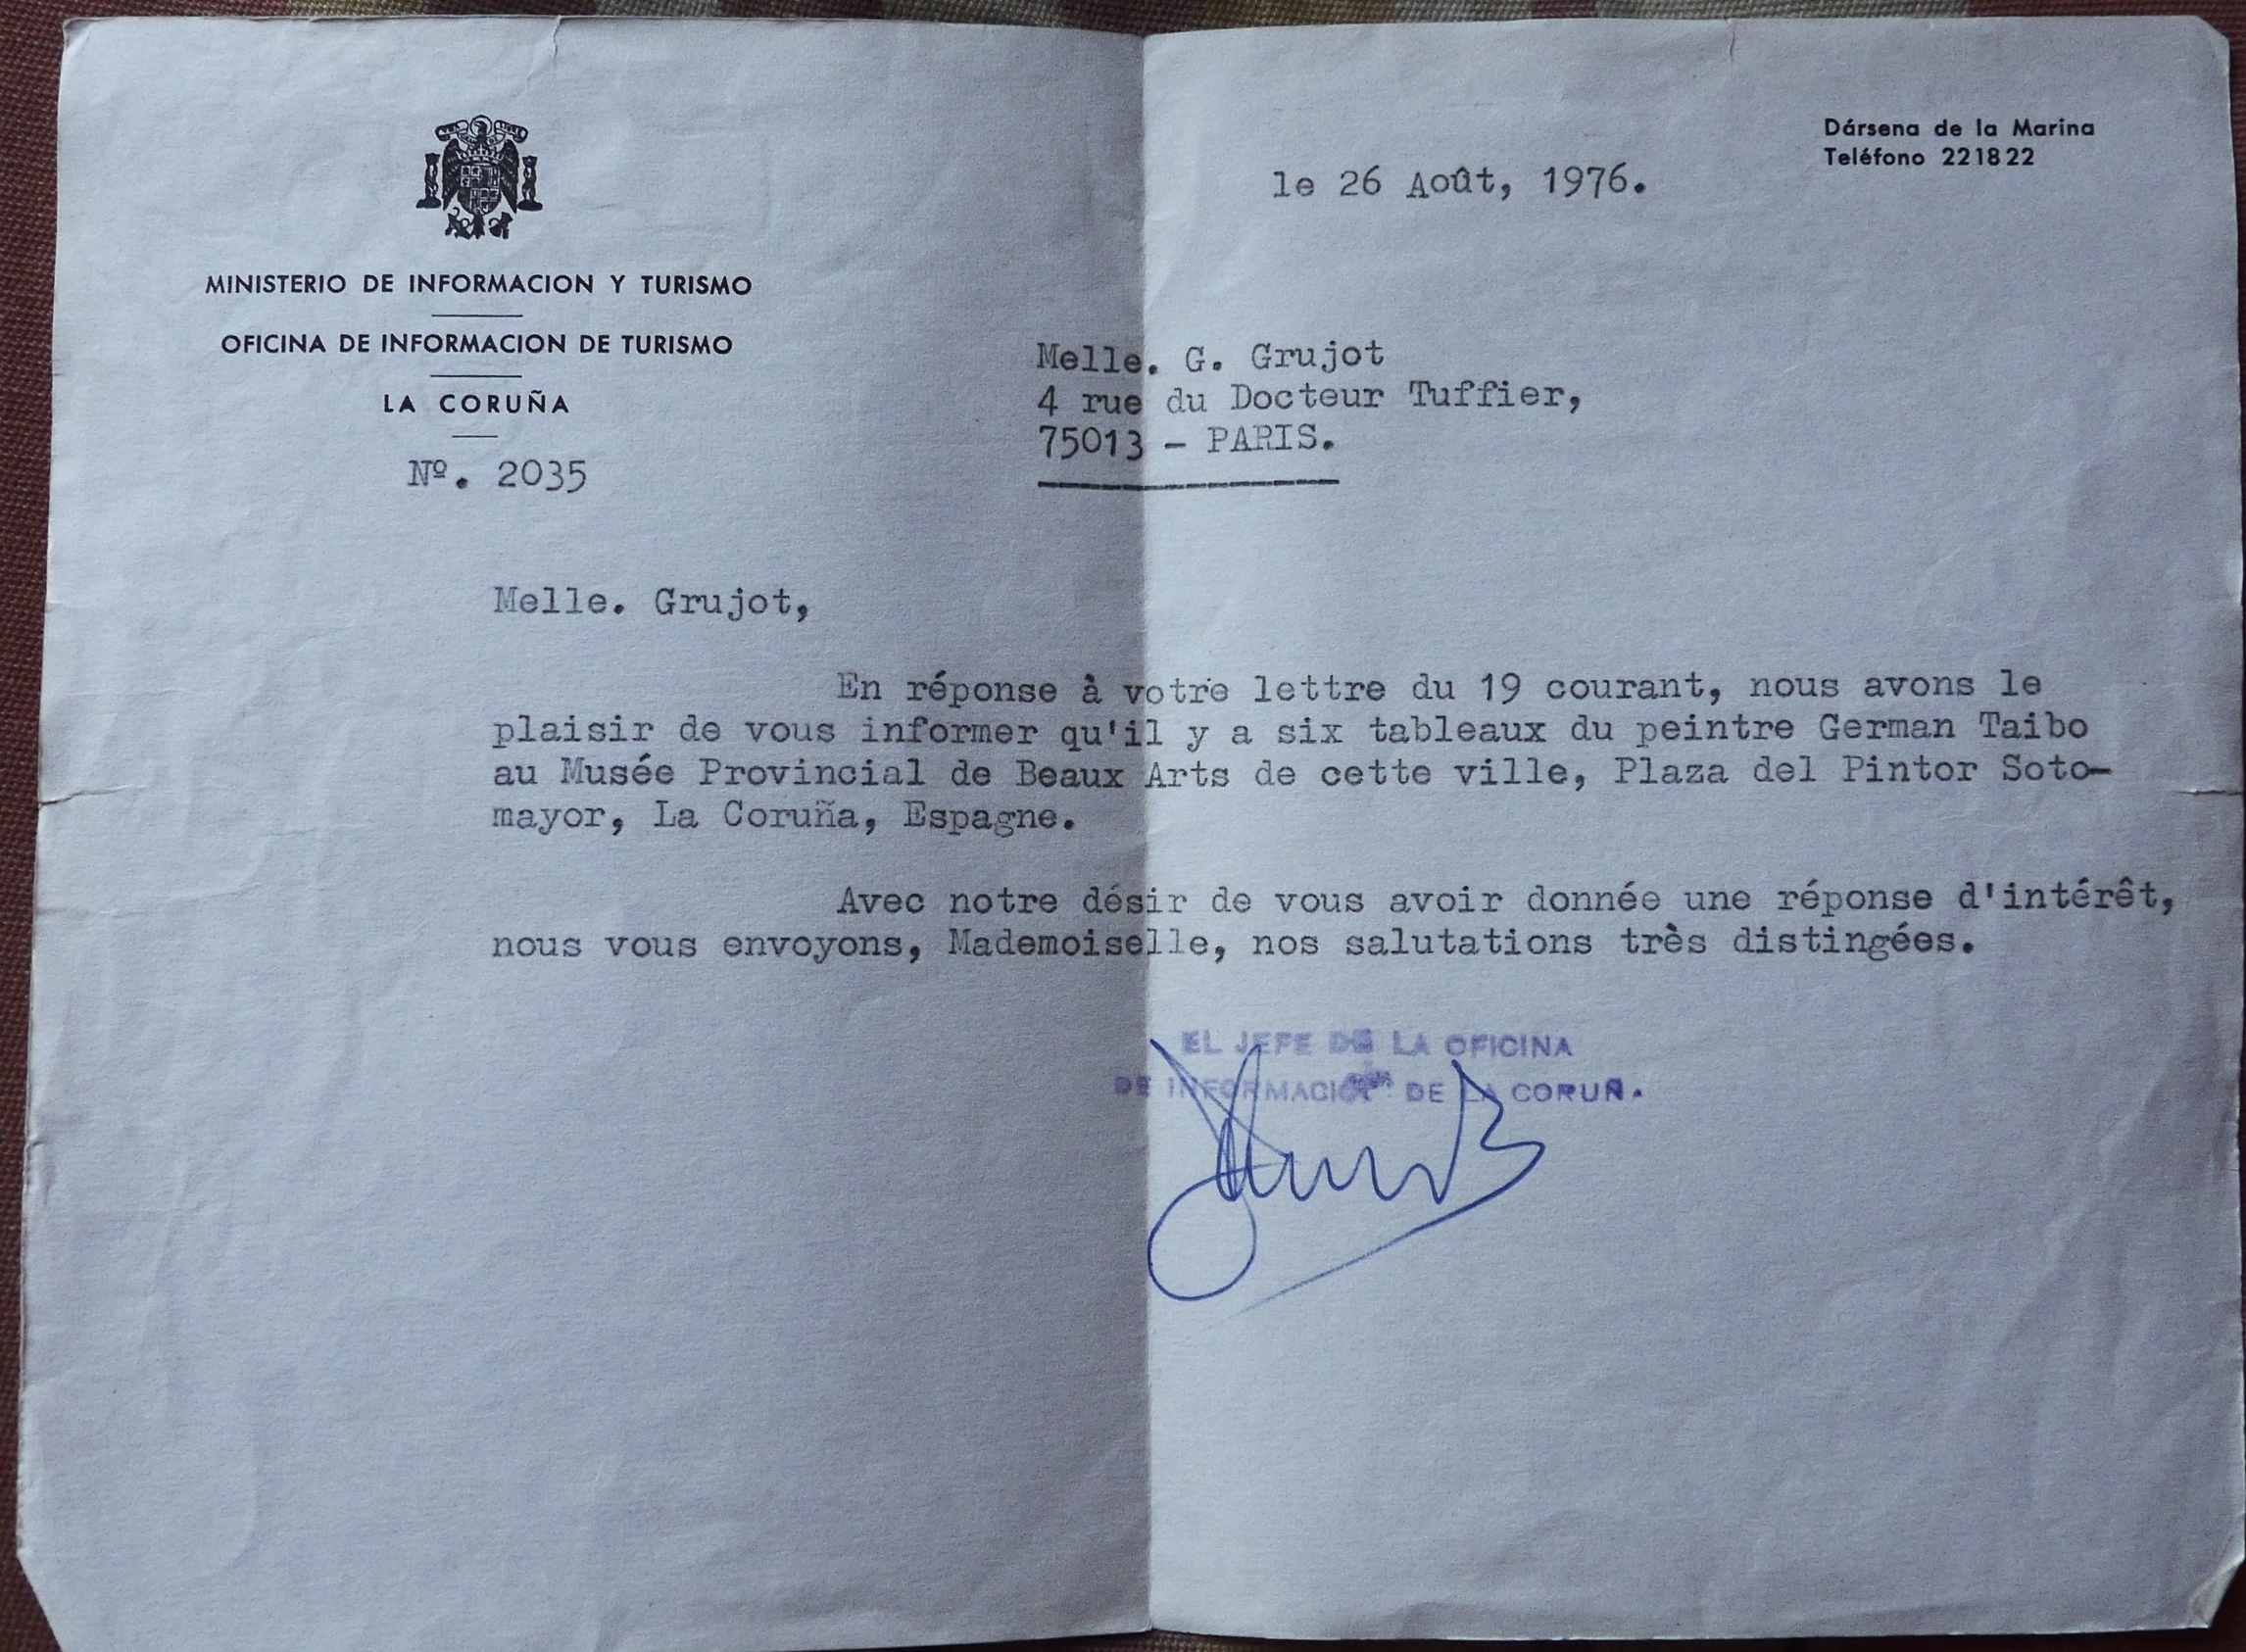 MINISTERIO DE INFORMACION Y TURISMO
OFICINA DE INFORMACION DE TURISMO
LA CORUÑA
Nº. 2035
Dársena de la Marina
Teléfono 221822
le 26 Août, 1976.
Melle. G. Grujot
4 rue du Docteur Tuffier,
75013 - PARIS.
Melle. Grujot,
En réponse à votre lettre du 19 courant, nous avons le
plaisir de vous informer qu'il y a six tableaux du peintre German Taibo
au Musée Provincial de Beaux Arts de cette ville, Plaza del Pintor Soto-
mayor, La Coruña, Espagne.
Avec notre désir de vous avoir donnée une réponse d'intérêt,
nous vous envoyons, Mademoiselle, nos salutations très distingées.
EL JEFE DE LA OFICINA
DE INFORMACION DE LA CORUÑ.